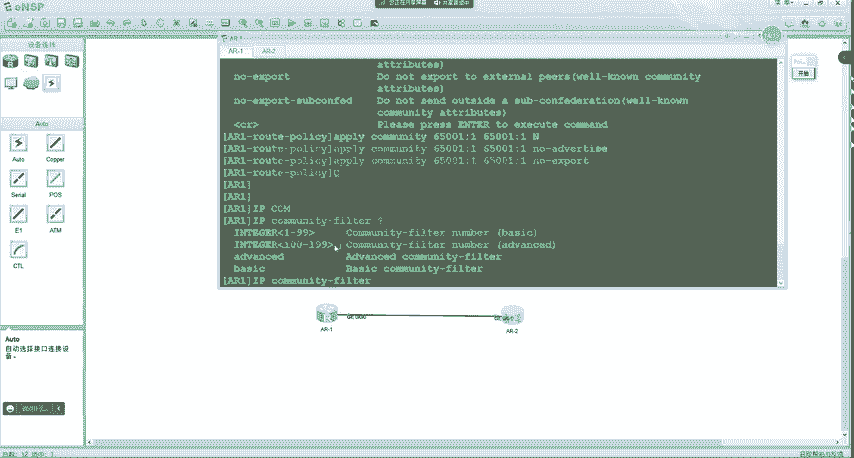 eNSP
设备选择
Auto
Auto
Copper
Serial
POS
E1
ATM
CTL
Auto
自动选择接口连接设
备。
AR-1
AR-2
attributes)
no-export Do not export to external peers(well-known community
attributes)
no-export-subconfed Do not send outside a sub-confederation(well-known
community attributes)
<cr> Please press ENTER to execute command
[AR1-route-policy]apply community 65001:1 65001:1 N
[AR1-route-policy]apply community 65001:1 65001:1 no-advertise
[AR1-route-policy]apply community 65001:1 65001:1 no-export
[AR1-route-policy]Q
[AR1]
[AR1]
[AR1]IP COM
[AR1]IP community-filter ?
INTEGER<1-99> Community-filter number (basic)
INTEGER<100-199> Community-filter number (advanced)
advanced Advanced community-filter
basic Basic community-filter
[AR1]IP community-filter
开始
AR-1
AR-2